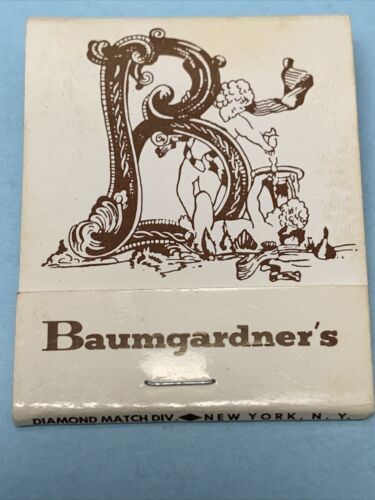 B
Baumgardner's
DIAMOND MATCH DIV. ◆ NEW YORK, N. Y.